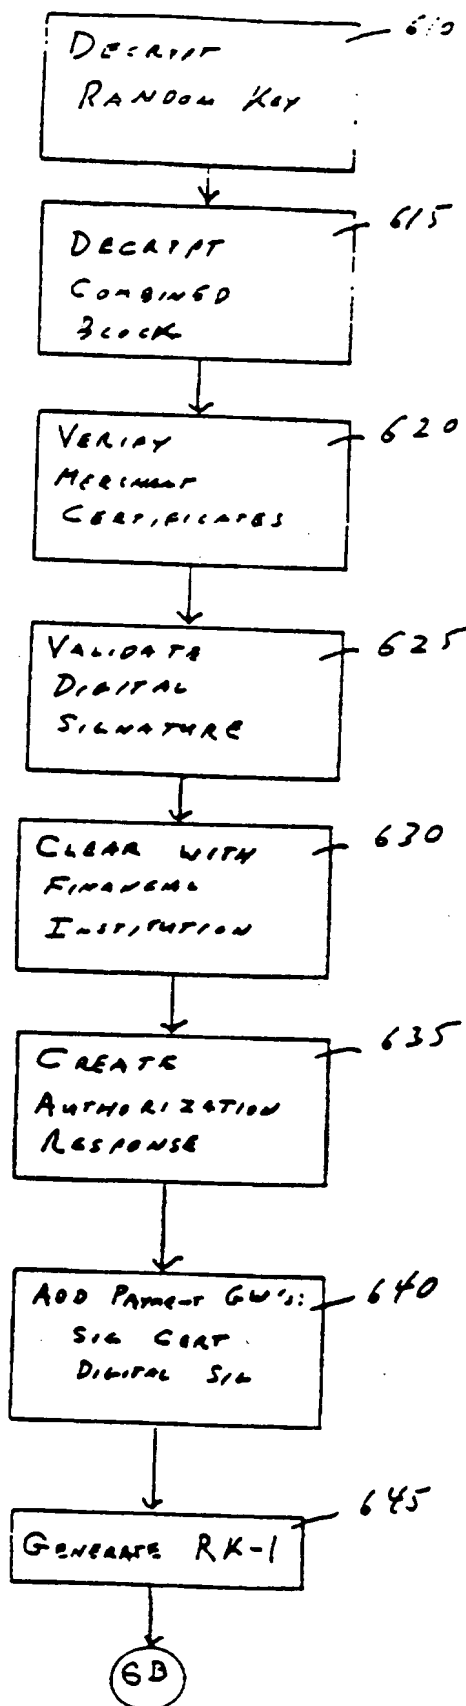 DECRYPT
RANDOM KEY
610
DECRYPT
COMBINED
BLOCK
615
VERIFY
MERCHANT
CERTIFICATES
620
VALIDATE
DIGITAL
SIGNATURE
625
CLEAR WITH
FINANCIAL
INSTITUTION
630
CREATE
AUTHORIZATION
RESPONSE
635
ADD PAYMENT GW's:
SIG CERT
DIGITAL SIG
640
GENERATE RK-1
645
6B